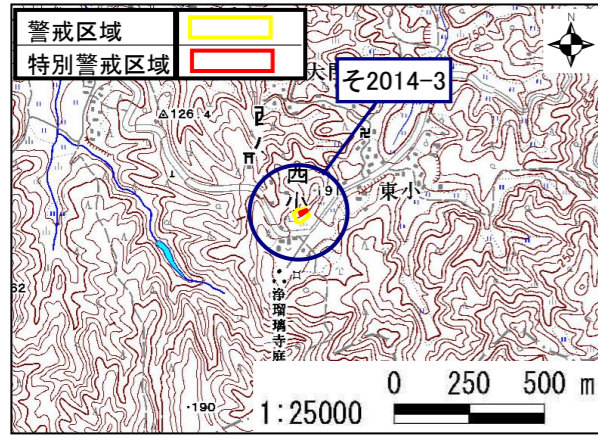 警戒区域
特別警戒区域
N
そ2014-3
大門
126.4
西
小
91
東小
浄瑠璃寺庭
62
190
0 250 500 m
1:25000